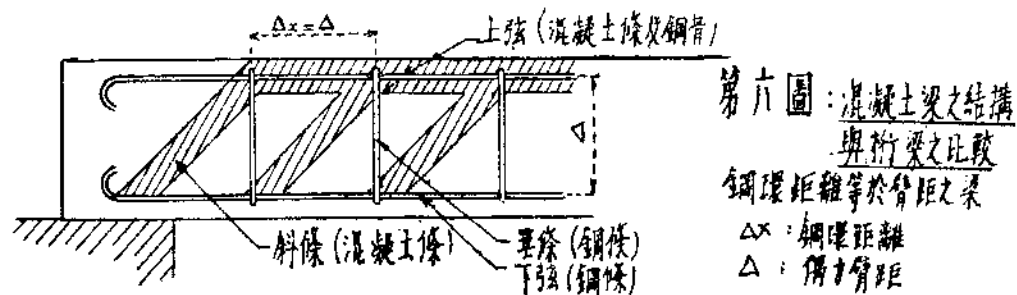 Δx=Δ
上弦(混凝土條及鋼骨)
Δ
斜條(混凝土條)
垂條(鋼條)
下弦(鋼條)
第六圖:混凝土梁之結構
與桁梁之比較
鋼環距離等於臂距之梁
Δx:鋼環距離
Δ:偶力臂距